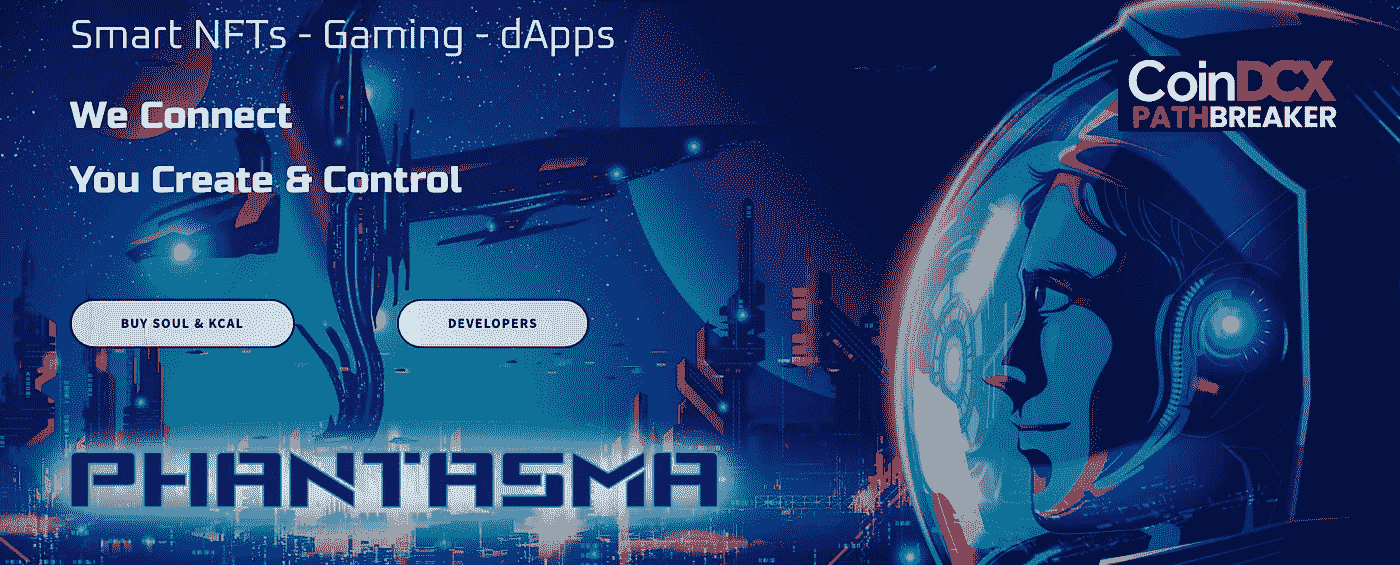 Smart NFTs - Gaming - dApps
CoinDCX
PATHBREAKER
We Connect
You Create & Control
BUY SOUL & KCAL
DEVELOPERS
PHANTASMA